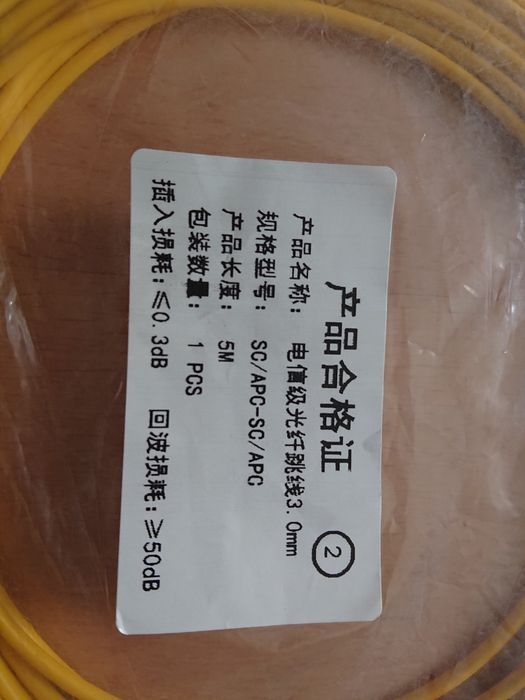 产品合格证 ②
产品名称: 电信级光纤跳线3.0mm
规格型号: SC/APC-SC/APC
产品长度: 5M
包装数量: 1 PCS
插入损耗:≤0.3dB 回波损耗:≥50dB